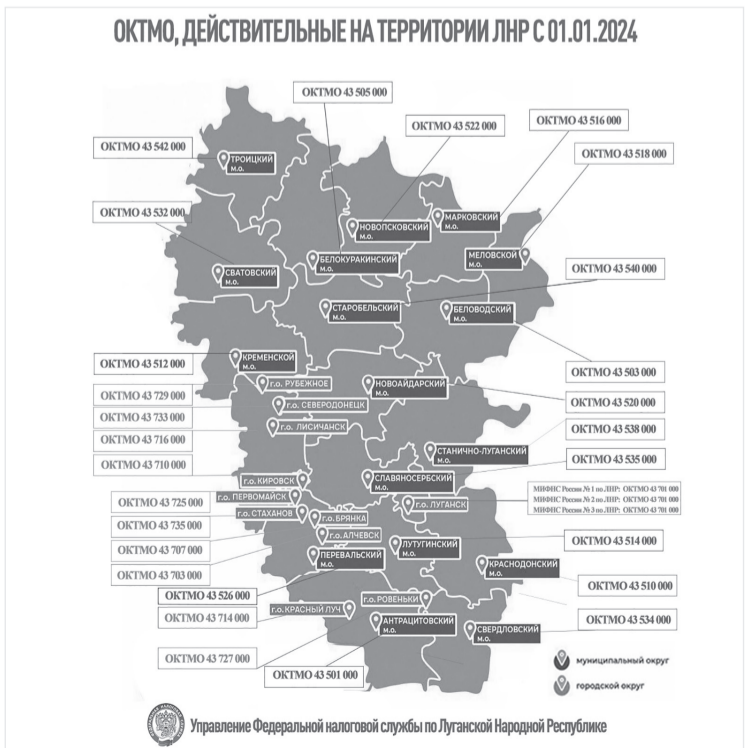 ОКТМО, ДЕЙСТВИТЕЛЬНЫЕ НА ТЕРРИТОРИИ ЛНР С 01.01.2024
ОКТМО 43 505 000
ОКТМО 43 522 000
ОКТМО 43 516 000
ОКТМО 43 542 000
ОКТМО 43 518 000
ТРОИЦКИЙ
М.О.
ОКТМО 43 532 000
МАРКОВСКИЙ
М.О.
НОВОПСКОВСКИЙ
М.О.
БЕЛОКУРАКИНСКИЙ
М.О.
МЕЛОВСКОЙ
М.О.
СВАТОВСКИЙ
М.О.
ОКТМО 43 540 000
СТАРОБЕЛЬСКИЙ
М.О.
БЕЛОВОДСКИЙ
М.О.
ОКТМО 43 512 000
КРЕМЕНСКОЙ
М.О.
ОКТМО 43 503 000
ОКТМО 43 729 000
г.о. РУБЕЖНОЕ
НОВОАЙДАРСКИЙ
М.О.
ОКТМО 43 520 000
ОКТМО 43 733 000
г.о. СЕВЕРОДОНЕЦК
ОКТМО 43 538 000
ОКТМО 43 716 000
г.о. ЛИСИЧАНСК
СТАНИЧНО-ЛУГАНСКИЙ
М.О.
ОКТМО 43 535 000
ОКТМО 43 710 000
г.о. КИРОВСК
СЛАВЯНОСЕРБСКИЙ
М.О.
МИФНС России № 1 по ЛНР: ОКТМО 43 701 000
МИФНС России № 2 по ЛНР: ОКТМО 43 701 000
МИФНС России № 3 по ЛНР: ОКТМО 43 701 000
ОКТМО 43 725 000
г.о. ПЕРВОМАЙСК
г.о. ЛУГАНСК
г.о. СТАХАНОВ
г.о. БРЯНКА
ОКТМО 43 735 000
г.о. АЛЧЕВСК
ЛУТУГИНСКИЙ
М.О.
ОКТМО 43 514 000
ОКТМО 43 707 000
ПЕРЕВАЛЬСКИЙ
М.О.
КРАСНОДОНСКИЙ
М.О.
ОКТМО 43 703 000
ОКТМО 43 510 000
ОКТМО 43 526 000
г.о. РОВЕНЬКИ
ОКТМО 43 714 000
г.о. КРАСНЫЙ ЛУЧ
АНТРАЦИТОВСКИЙ
М.О.
СВЕРДЛОВСКИЙ
М.О.
ОКТМО 43 534 000
ОКТМО 43 727 000
ОКТМО 43 501 000
муниципальный округ
городской округ
Управление Федеральной налоговой службы по Луганской Народной Республике